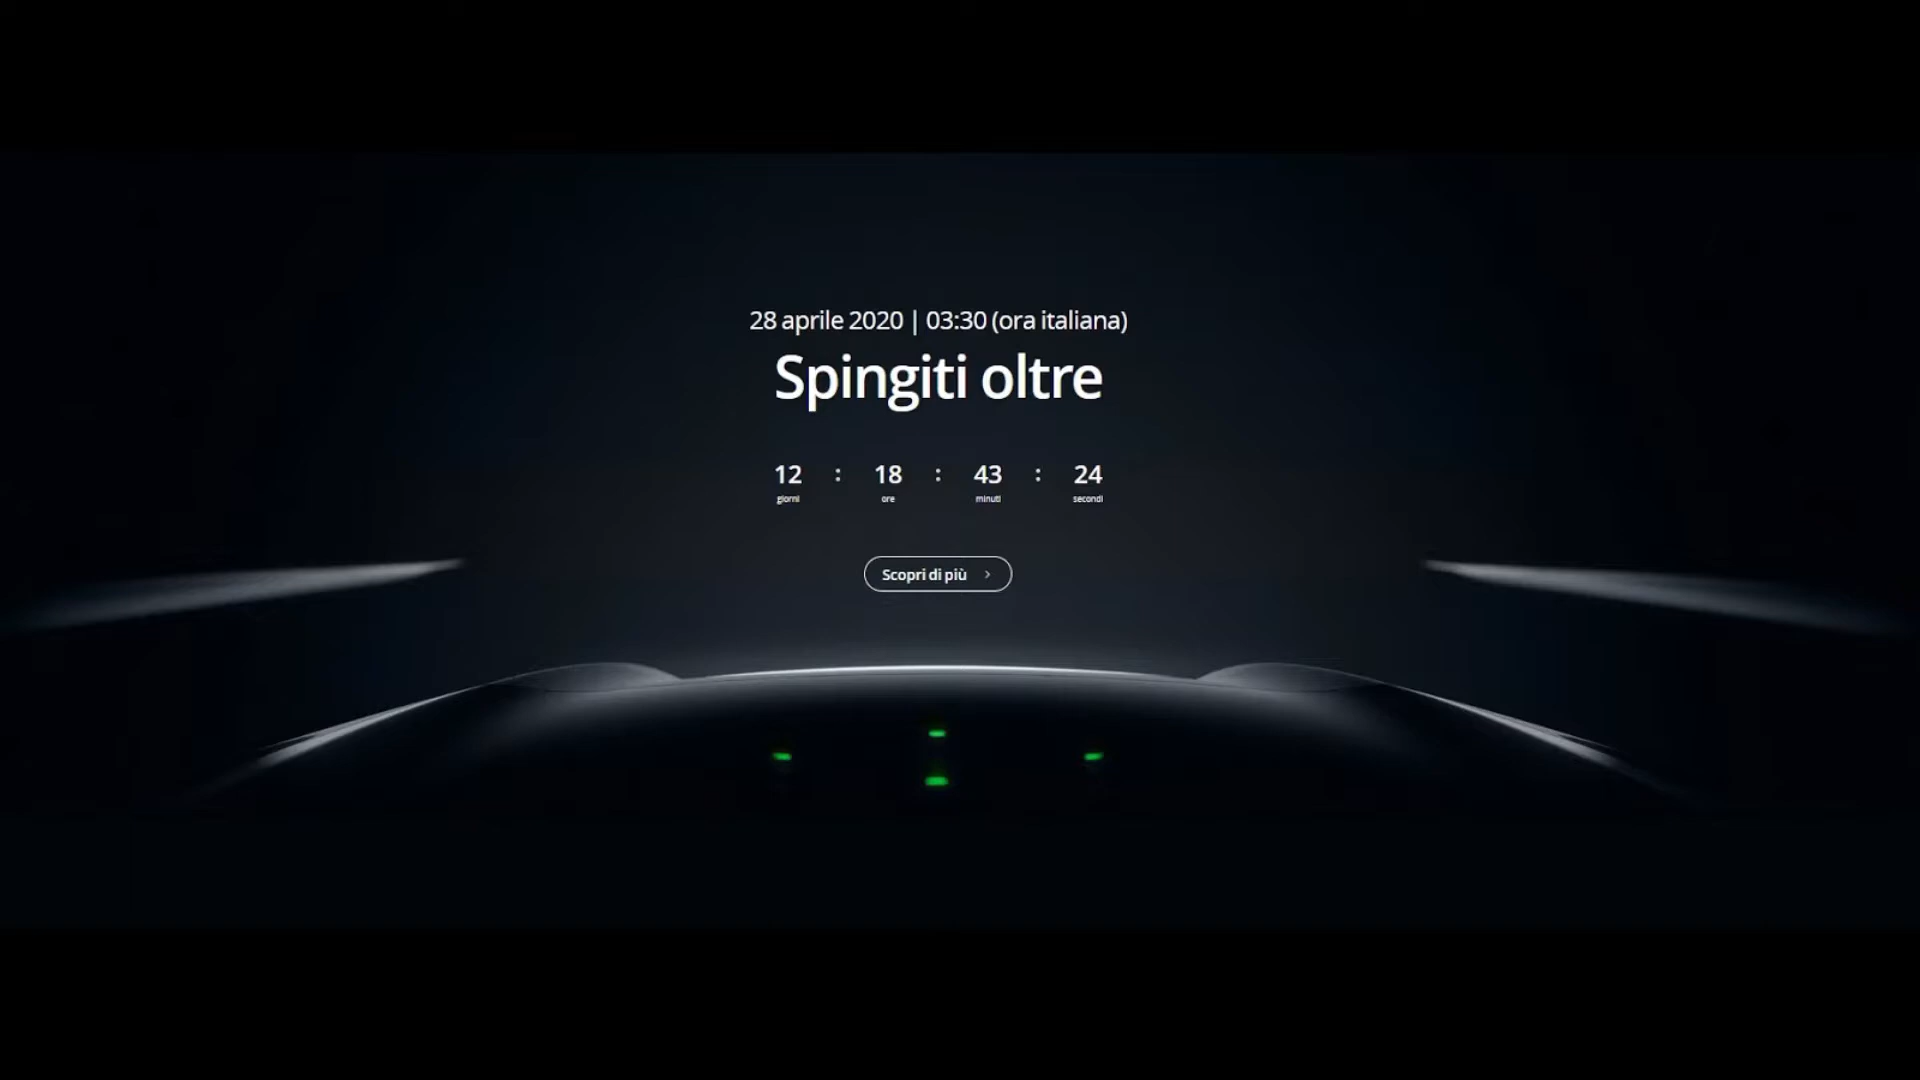 28 aprile 2020 | 03:30 (ora italiana)
Spingiti oltre
12 : 18 : 43 : 24
giorni ore minuti secondi
Scopri di più >